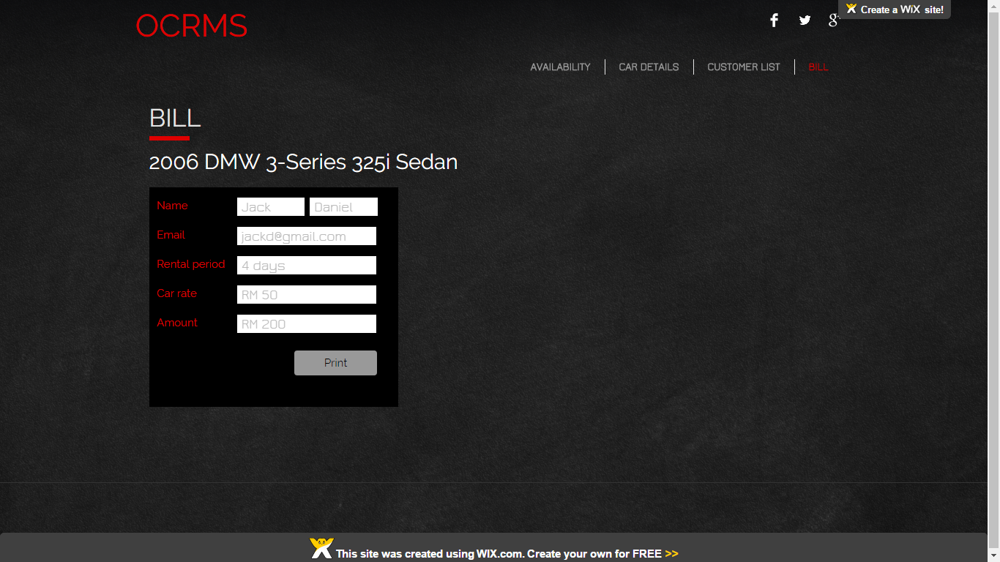 OCRMS
Create a WiX site!
AVAILABILITY CAR DETAILS CUSTOMER LIST BILL
BILL
2006 DMW 3-Series 325i Sedan
Name Jack Daniel
Email jackd@gmail.com
Rental period 4 days
Car rate RM 50
Amount RM 200
Print
This site was created using WIX.com. Create your own for FREE >>